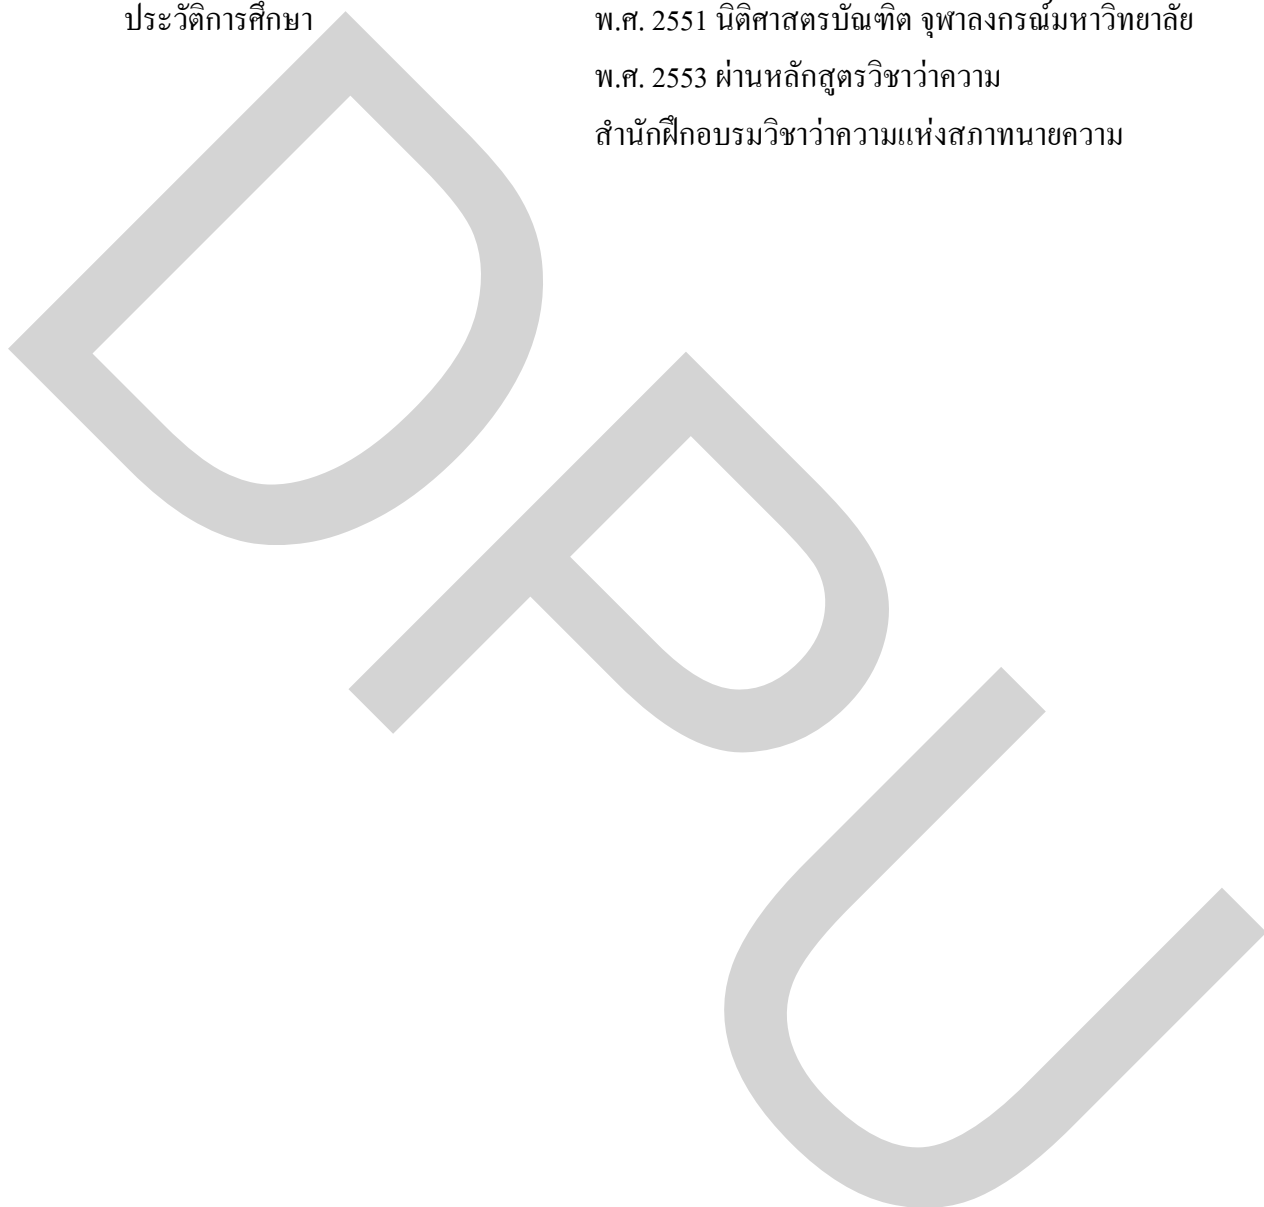 ประวัติการศึกษา พ.ศ. 2551 นิติศาสตรบัณฑิต จุฬาลงกรณ์มหาวิทยาลัย
พ.ศ. 2553 ผ่านหลักสูตรวิชาว่าความ
สำนักฝึกอบรมวิชาว่าความแห่งสภาทนายความ
DPU